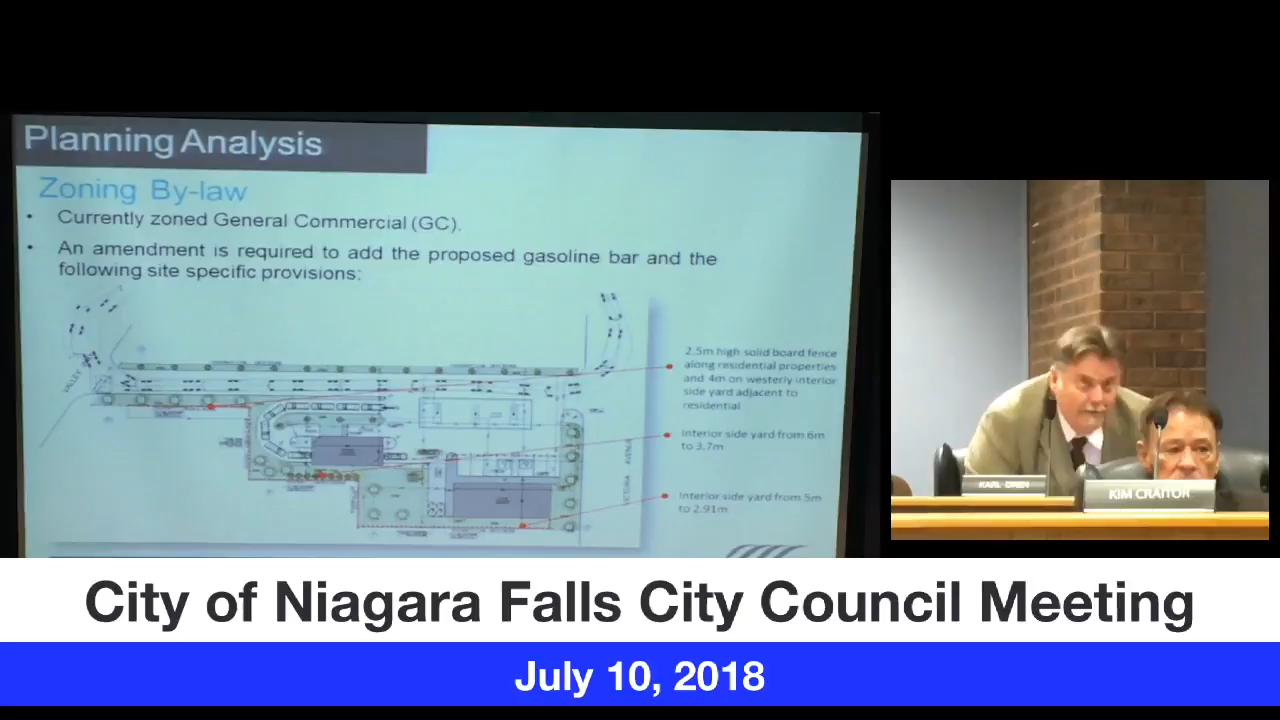 Planning Analysis
Zoning By-law
• Currently zoned General Commercial (GC).
• An amendment is required to add the proposed gasoline bar and the
following site specific provisions:
2.5m high solid board fence
along residential properties
and 4m on westerly interior
side yard adjacent to
residential
Interior side yard from 6m
to 3.7m
Interior side yard from 5m
to 2.91m
VALLEY
VICTORIA AVENUE
KARL DREN
KIM CRAITOR
City of Niagara Falls City Council Meeting
July 10, 2018